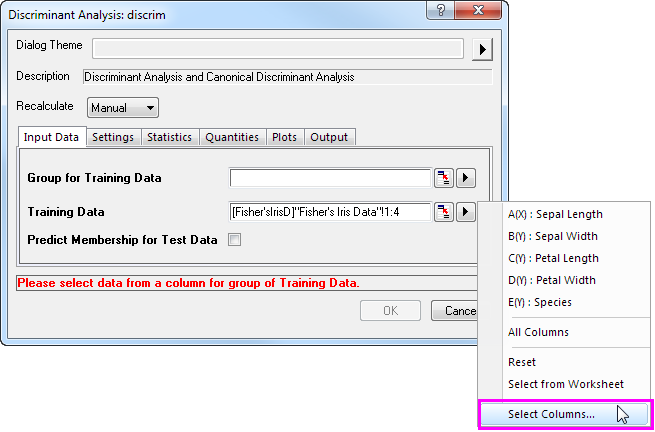 Discriminant Analysis: discrim
Dialog Theme
Description Discriminant Analysis and Canonical Discriminant Analysis
Recalculate Manual
Input Data Settings Statistics Quantities Plots Output
Group for Training Data
Training Data [Fisher'sIrisD]"Fisher's Iris Data"!1:4
Predict Membership for Test Data
Please select data from a column for group of Training Data.
OK Cance
A(X) : Sepal Length
B(Y) : Sepal Width
C(Y) : Petal Length
D(Y) : Petal Width
E(Y) : Species
All Columns
Reset
Select from Worksheet
Select Columns...